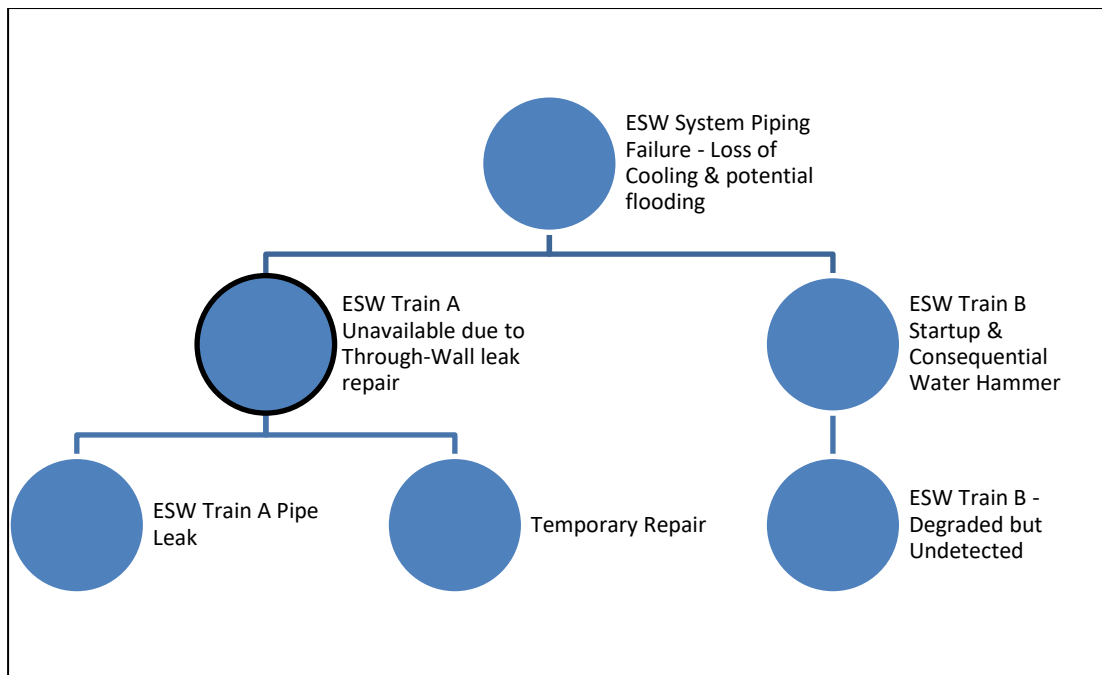 ESW System Piping
Failure - Loss of
Cooling & potential
flooding
ESW Train A
Unavailable due to
Through-Wall leak
repair
ESW Train B
Startup &
Consequential
Water Hammer
ESW Train A Pipe
Leak
Temporary Repair
ESW Train B -
Degraded but
Undetected